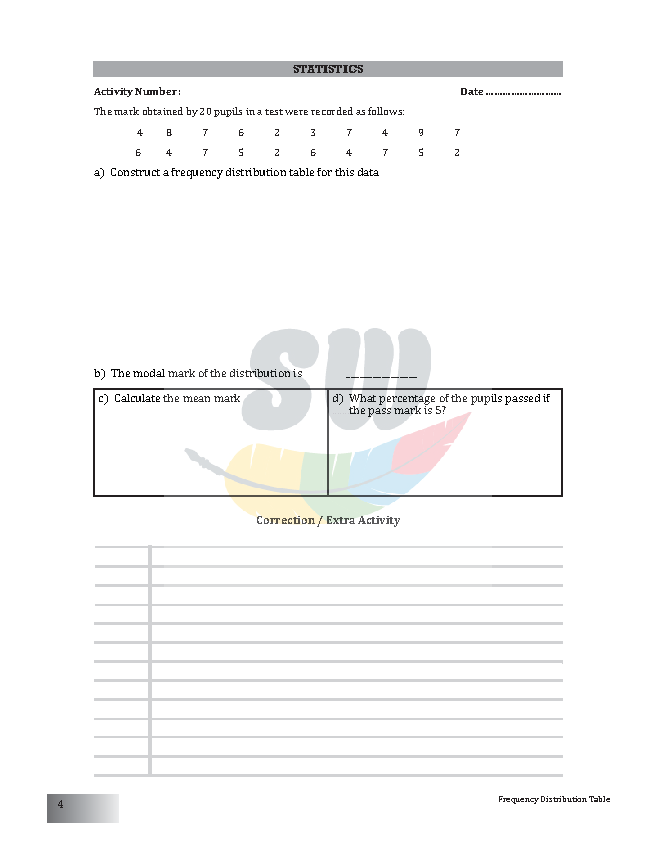 STATISTICS
Activity Number: Date ...........................
The mark obtained by 20 pupils in a test were recorded as follows:
4 8 7 6 2 3 7 4 9 7
6 4 7 5 2 6 4 7 5 2
a) Construct a frequency distribution table for this data
SW
b) The modal mark of the distribution is _______________
c) Calculate the mean mark
d) What percentage of the pupils passed if
the pass mark is 5?
Correction / Extra Activity
4
Frequency Distribution Table